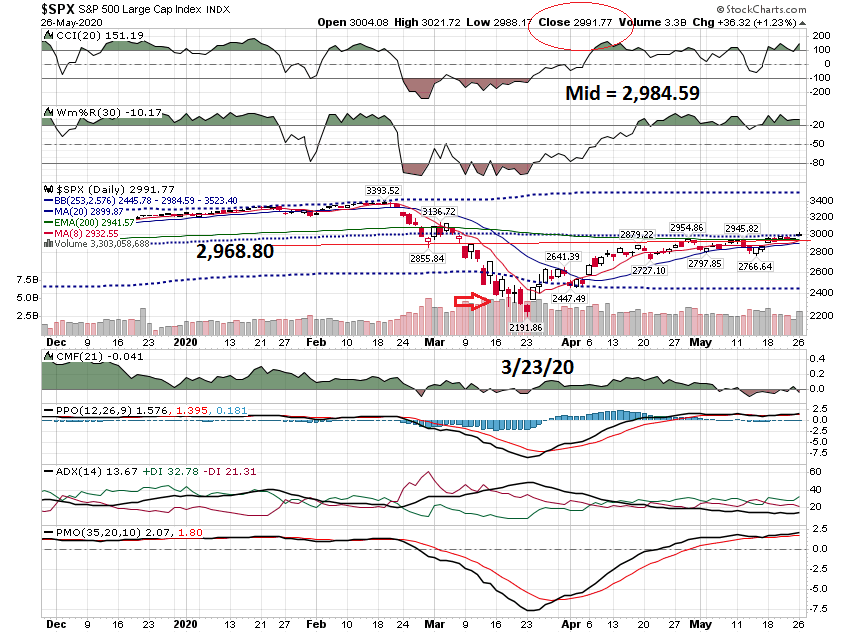 $SPX S&P 500 Large Cap Index INDX © StockCharts.com
26-May-2020 Open 3004.08 High 3021.72 Low 2988.17 Close 2991.77 Volume 3.3B Chg +36.32 (+1.23%)
CCI(20) 151.19
200
100
0
-100
-200
Mid = 2,984.59
Wm%R(30) -10.17
-20
-50
-80
$SPX (Daily) 2991.77
BB(253,2.576) 2445.78 - 2984.59 - 3523.40
MA(20) 2899.87
EMA(200) 2941.57
MA(8) 2932.55
Volume 3,303,058,688
3393.52
3136.72
2855.84
2,968.80
2641.39
2447.49
2191.86
2879.22
2727.10
2954.86
2797.85
2945.82
2766.64
3400
3200
3000
2800
2600
2400
2200
7.5B
5.0B
2.5B
Dec 9 16 23 2020 13 21 Feb 10 18 24 Mar 9 16 23 Apr 6 13 20 27 May 11 18 26
CMF(21) -0.041
3/23/20
0.4
0.2
0.0
PPO(12,26,9) 1.576, 1.395, 0.181
2.5
0.0
-2.5
-5.0
-7.5
ADX(14) 13.67 +DI 32.78 -DI 21.31
60
40
20
PMO(35,20,10) 2.07, 1.80
2.5
0.0
-2.5
-5.0
-7.5
Dec 9 16 23 2020 13 21 Feb 10 18 24 Mar 9 16 23 Apr 6 13 20 27 May 11 18 26